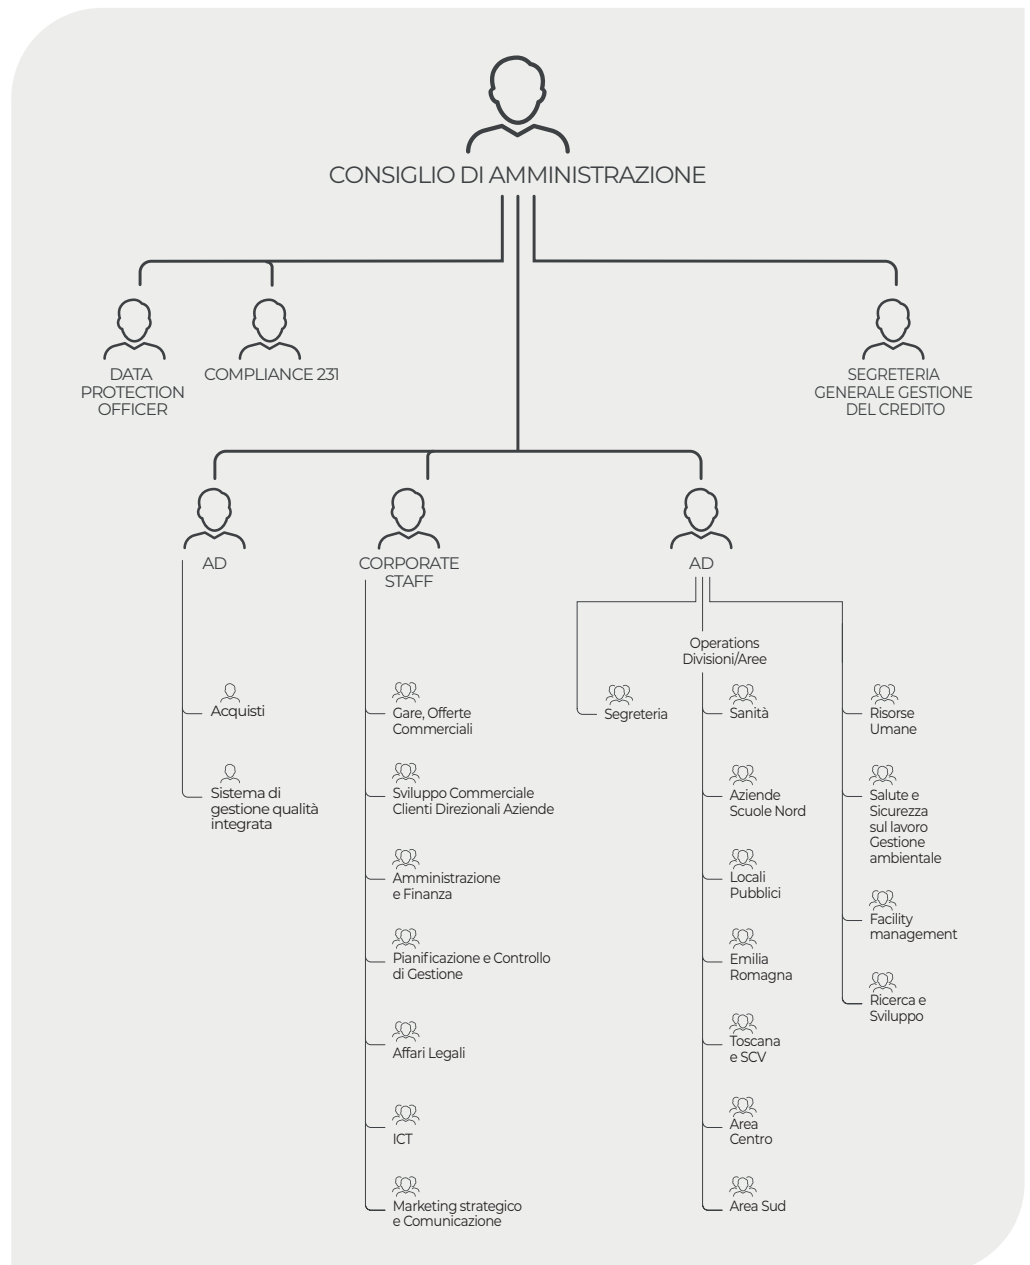 CONSIGLIO DI AMMINISTRAZIONE
DATA
PROTECTION
OFFICER
COMPLIANCE 231
SEGRETERIA
GENERALE GESTIONE
DEL CREDITO
AD
Acquisti
Sistema di
gestione qualità
integrata
CORPORATE
STAFF
Gare, Offerte
Commerciali
Sviluppo Commerciale
Clienti Direzionali Aziende
Amministrazione
e Finanza
Pianificazione e Controllo
di Gestione
Affari Legali
ICT
Marketing strategico
e Comunicazione
AD
Segreteria
Operations
Divisioni/Aree
Sanità
Aziende
Scuole Nord
Locali
Pubblici
Emilia
Romagna
Toscana
e SCV
Area
Centro
Area Sud
Risorse
Umane
Salute e
Sicurezza
sul lavoro
Gestione
ambientale
Facility
management
Ricerca e
Sviluppo